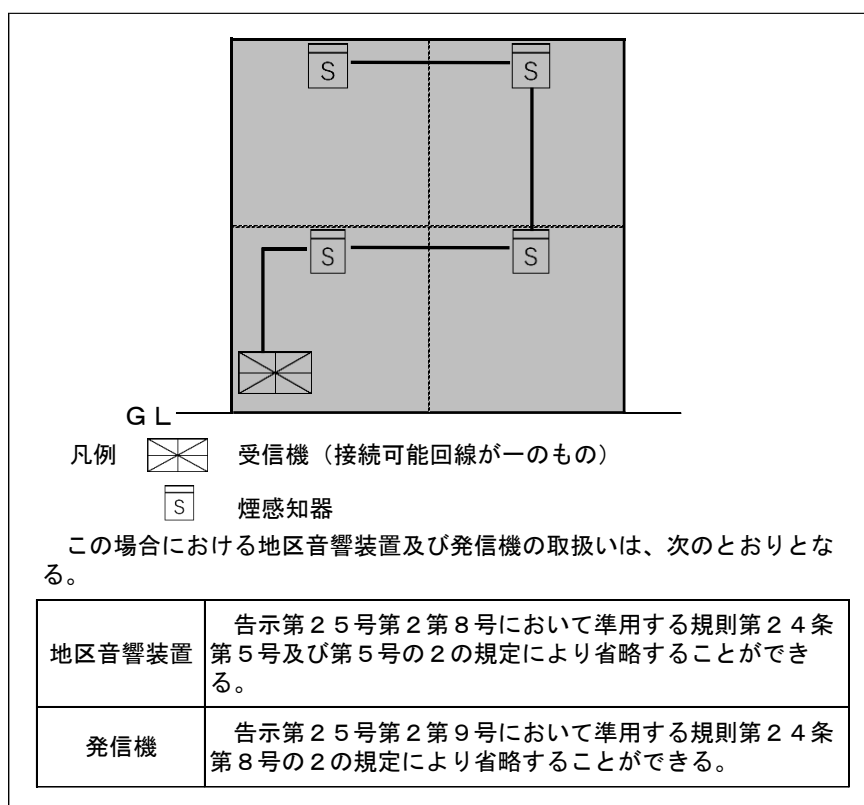 S
S
S
S
ＧＬ
凡例
受信機（接続可能回線が一のもの）
S
煙感知器
この場合における地区音響装置及び発信機の取扱いは、次のとおりとな
る。
地区音響装置
告示第２５号第２第８号において準用する規則第２４条
第５号及び第５号の２の規定により省略することができ
る。
発信機
告示第２５号第２第９号において準用する規則第２４条
第８号の２の規定により省略することができる。